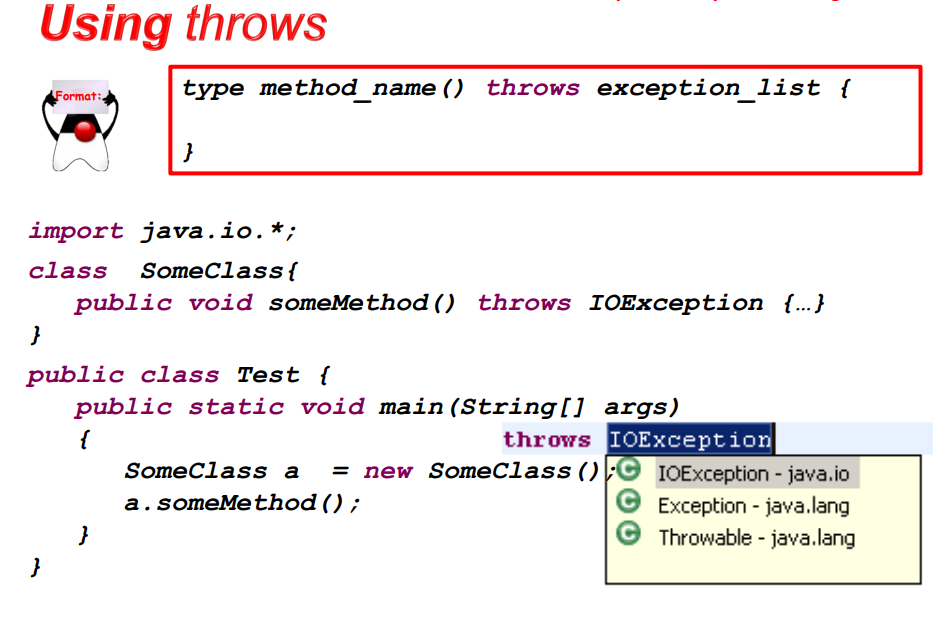 Using throws
Format:
type method_name() throws exception_list {
}
import java.io.*;
class SomeClass{
public void someMethod() throws IOException {…}
}
public class Test {
public static void main(String[] args)
{
throws IOException
SomeClass a = new SomeClass();
IOException - java.io
a.someMethod();
Exception - java.lang
}
Throwable - java.lang
}